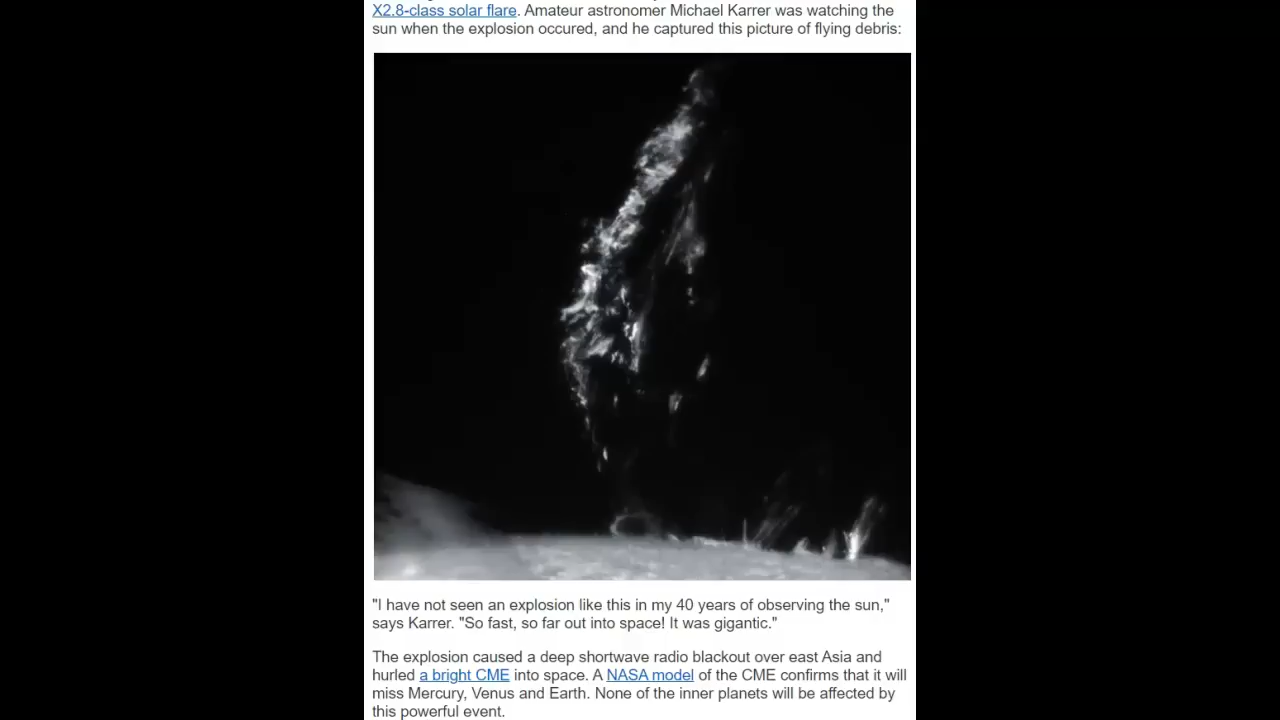 X2.8-class solar flare. Amateur astronomer Michael Karrer was watching the
sun when the explosion occured, and he captured this picture of flying debris:
"I have not seen an explosion like this in my 40 years of observing the sun,"
says Karrer. "So fast, so far out into space! It was gigantic."
The explosion caused a deep shortwave radio blackout over east Asia and
hurled a bright CME into space. A NASA model of the CME confirms that it will
miss Mercury, Venus and Earth. None of the inner planets will be affected by
this powerful event.